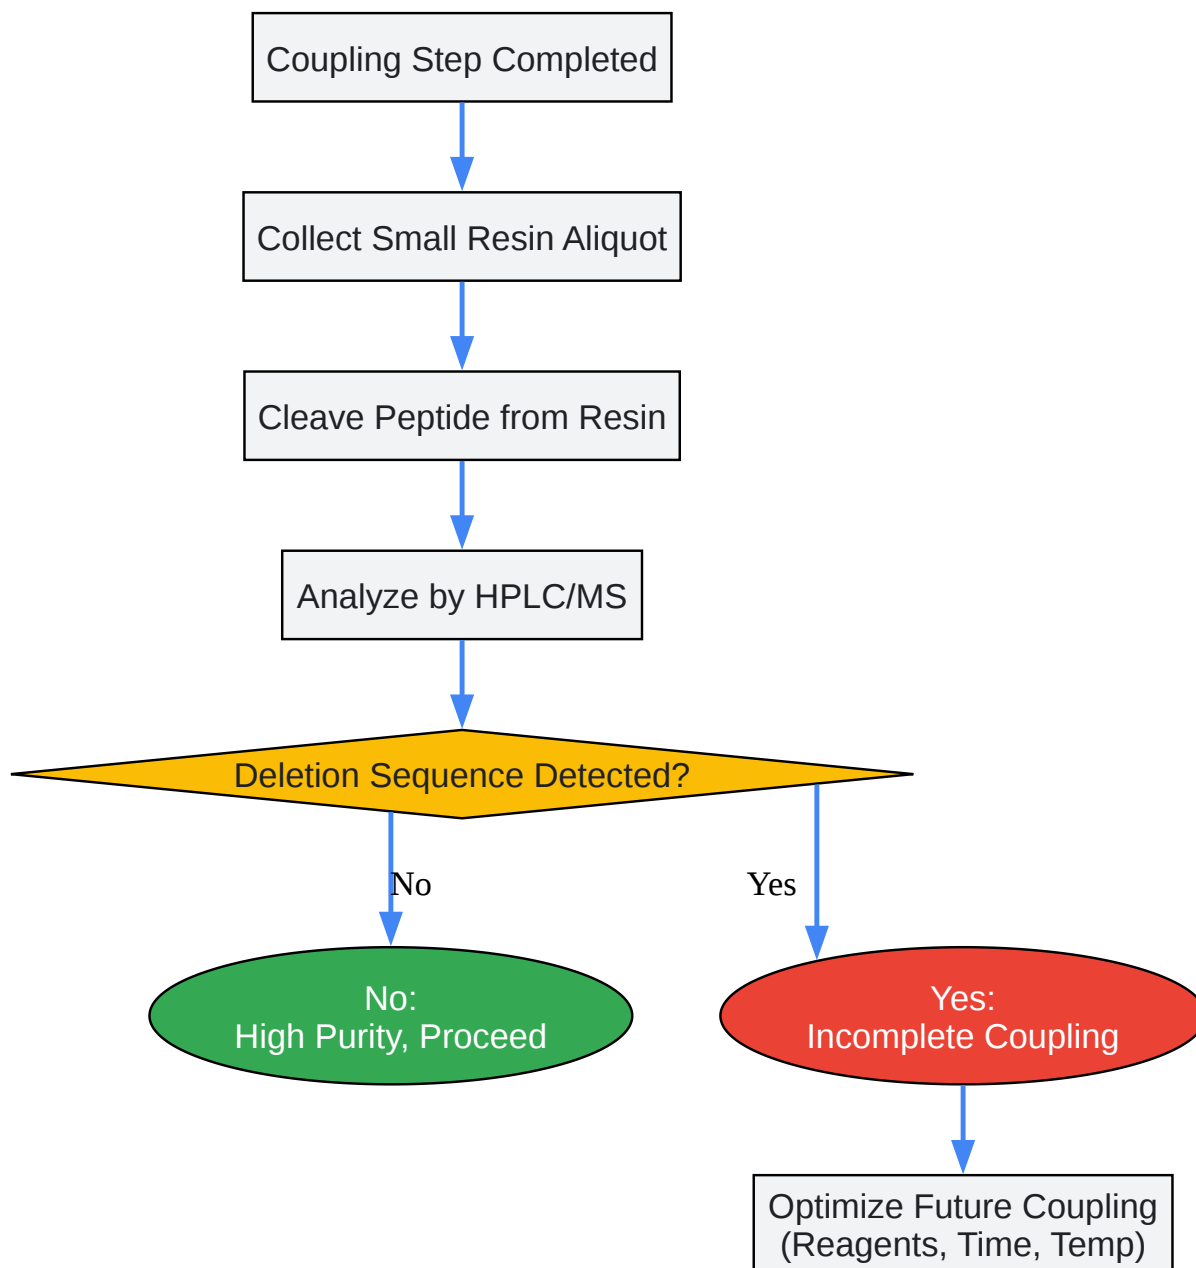 Coupling Step Completed
Collect Small Resin Aliquot
Cleave Peptide from Resin
Analyze by HPLC/MS
Deletion Sequence Detected?
No
Yes
No:
High Purity, Proceed
Yes:
Incomplete Coupling
Optimize Future Coupling
(Reagents, Time, Temp)